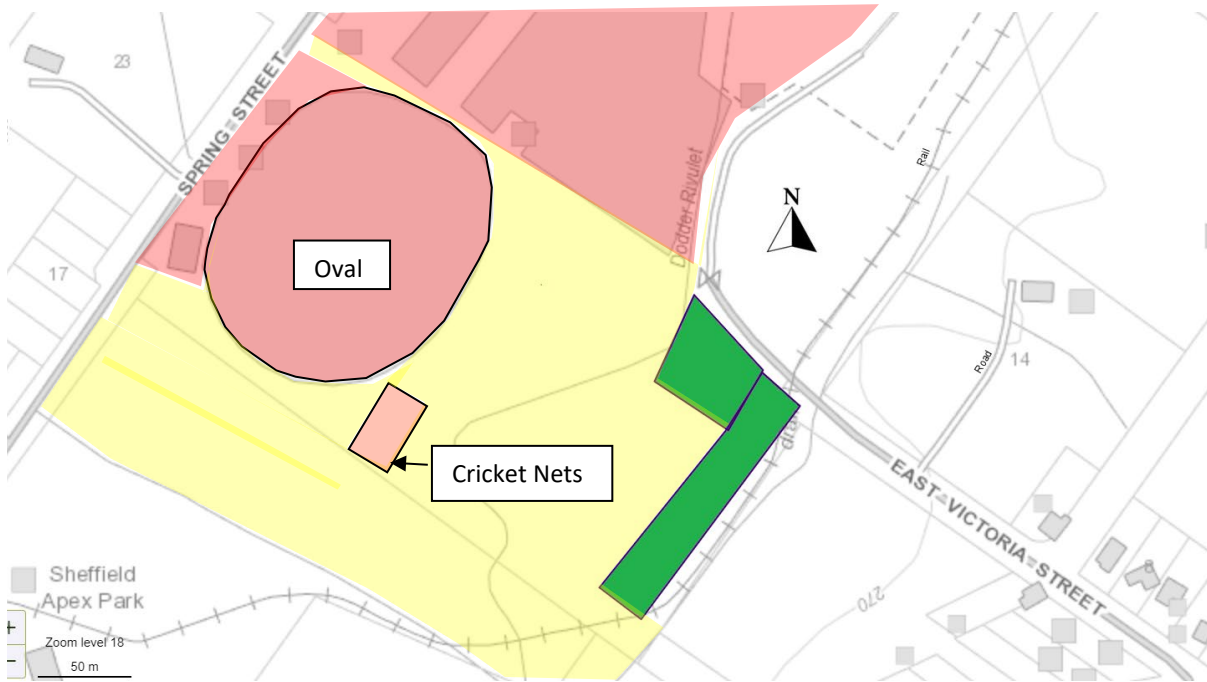 23
SPRING STREET
Dodder Rivulet
Rail
N
17
Oval
14
Road
Cricket Nets
EAST VICTORIA STREET
8
270
Sheffield
Apex Park
+
Zoom level 18
−
50 m